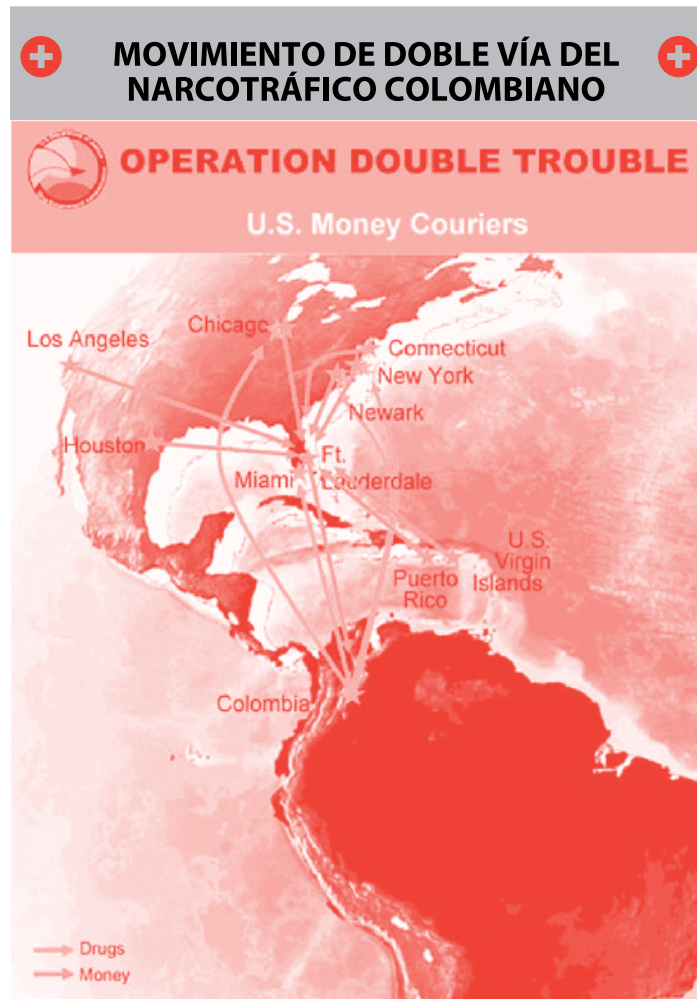 MOVIMIENTO DE DOBLE VÍA DEL
NARCOTRÁFICO COLOMBIANO
OPERATION DOUBLE TROUBLE
U.S. Money Couriers
Chicago
Los Angeles
Connecticut
New York
Newark
Houston
Ft.
Miami
Lauderdale
U.S.
Virgin
Islands
Puerto
Rico
Colombia
Drugs
Money